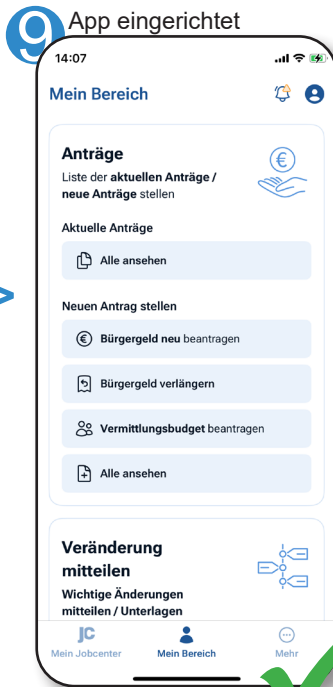 9 App eingerichtet
14:07
Mein Bereich
Anträge
Liste der aktuellen Anträge /
neue Anträge stellen
Aktuelle Anträge
Alle ansehen
>
Neuen Antrag stellen
Bürgergeld neu beantragen
Bürgergeld verlängern
Vermittlungsbudget beantragen
Alle ansehen
Veränderung
mitteilen
Wichtige Änderungen
mitteilen / Unterlagen
JC
Mein Jobcenter Mein Bereich Mehr